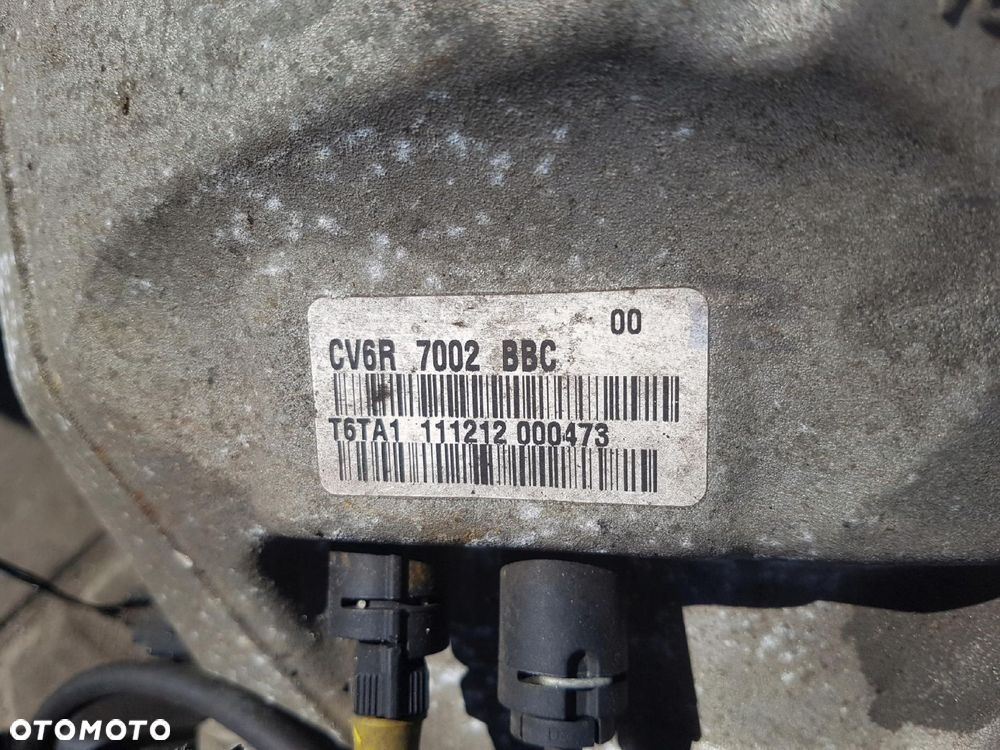 00
CV6R 7002 BBC
T6TA1 111212 000473
OTOMOTO